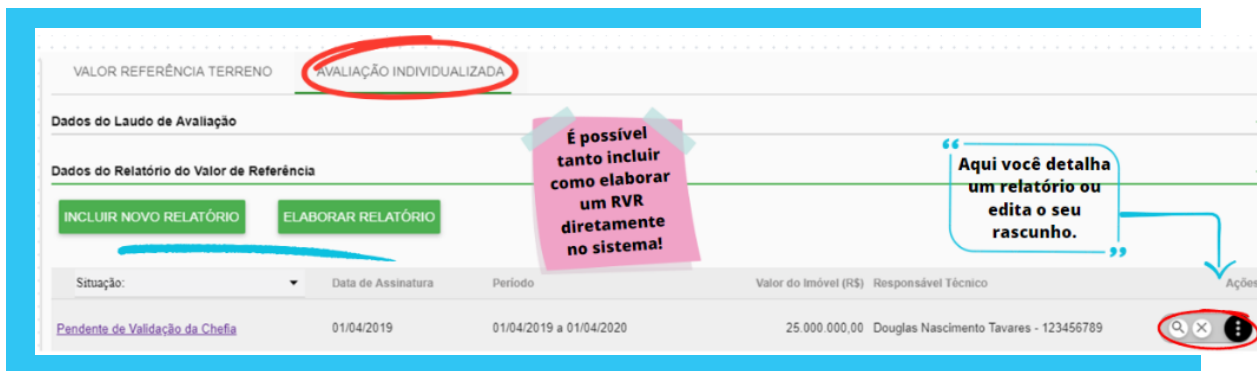 VALOR REFERÊNCIA TERRENO AVALIAÇÃO INDIVIDUALIZADA
Dados do Laudo de Avaliação
Dados do Relatório do Valor de Referência
É possível
tanto incluir
como elaborar
um RVR
diretamente
no sistema!
Aqui você detalha
um relatório ou
edita o seu
rascunho.
INCLUIR NOVO RELATÓRIO ELABORAR RELATÓRIO
Situação: Data de Assinatura Período Valor do Imóvel (R$) Responsável Técnico Ações
Pendente de Validação da Chefia 01/04/2019 01/04/2019 a 01/04/2020 25.000.000,00 Douglas Nascimento Tavares - 123456789